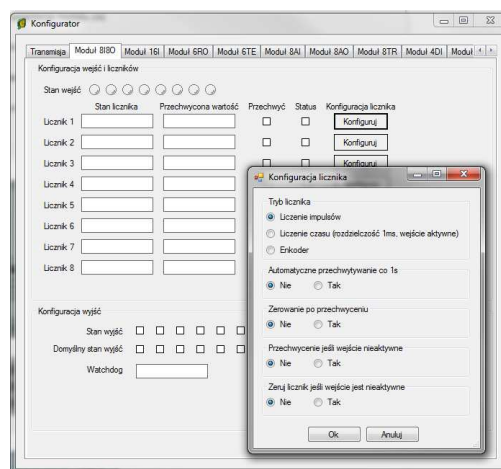 Konfigurator
Transmisja Moduł 8I8O Moduł 16I Moduł 6RO Moduł 6TE Moduł 8AI Moduł 8AO Moduł 8TR Moduł 4DI Moduł
Konfiguracja wejść i liczników
Stan wejść
Stan licznika Przechwycona wartość Przechwyć Status Konfiguracja licznika
Licznik 1 Konfiguruj
Licznik 2 Konfiguruj
Licznik 3 Konfiguruj
Licznik 4
Licznik 5
Licznik 6
Licznik 7
Licznik 8
Konfiguracja wyjść
Stan wyjść
Domyślny stan wyjść
Watchdog
Konfiguracja licznika
Tryb licznika
Liczenie impulsów
Liczenie czasu (rozdzielczość 1ms, wejście aktywne)
Enkoder
Automatyczne przechwytywanie co 1s
Nie Tak
Zerowanie po przechwyceniu
Nie Tak
Przechwycenie jeśli wejście nieaktywne
Nie Tak
Zeruj licznik jeśli wejście jest nieaktywne
Nie Tak
Ok Anuluj